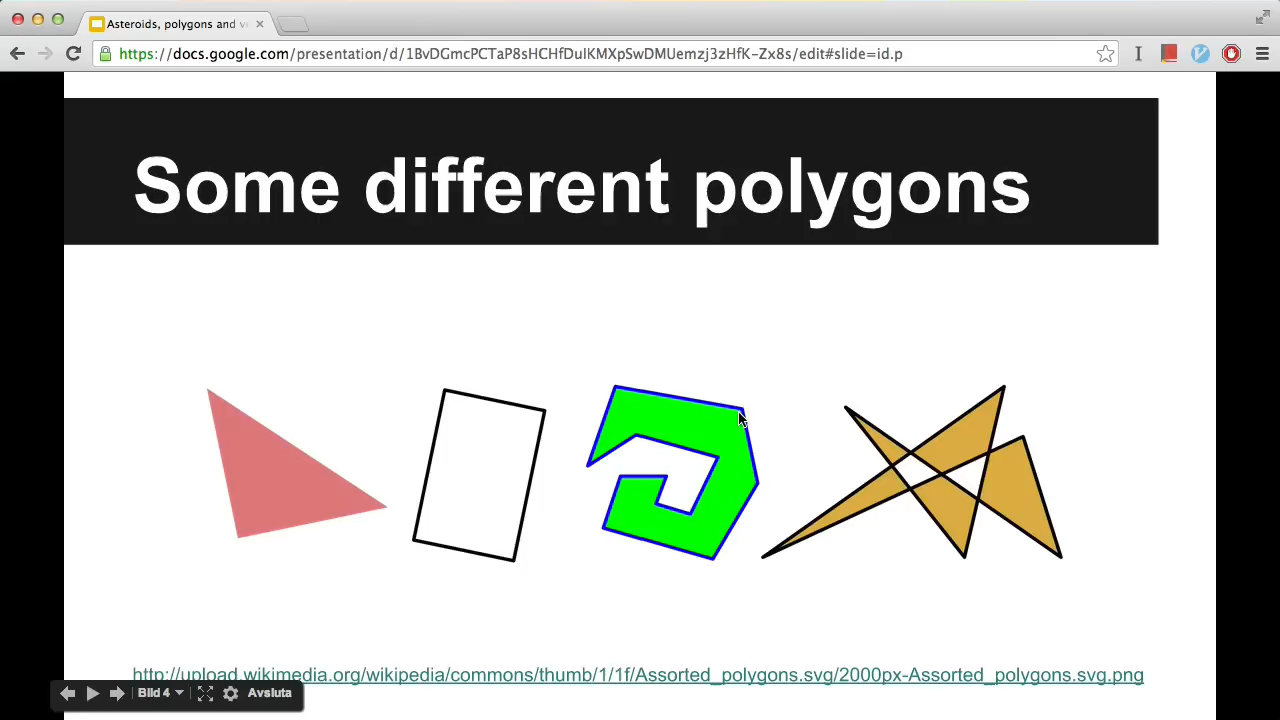 Asteroids, polygons and v
https://docs.google.com/presentation/d/1BvDGmcPCTaP8sHCHfDuIKMXpSwDMUemzj3zHfK-Zx8s/edit#slide=id.p
Some different polygons
http://upload.wikimedia.org/wikipedia/commons/thumb/1/1f/Assorted_polygons.svg/2000px-Assorted_polygons.svg.png
Bild 4
Avsluta